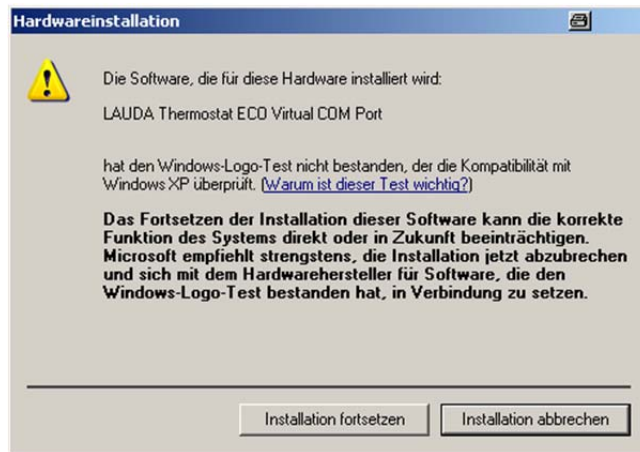 Hardwareinstallation
Die Software, die für diese Hardware installiert wird:
LAUDA Thermostat ECO Virtual COM Port
hat den Windows-Logo-Test nicht bestanden, der die Kompatibilität mit
Windows XP überprüft. (Warum ist dieser Test wichtig?)
Das Fortsetzen der Installation dieser Software kann die korrekte
Funktion des Systems direkt oder in Zukunft beeinträchtigen.
Microsoft empfiehlt strengstens, die Installation jetzt abzubrechen
und sich mit dem Hardwarehersteller für Software, die den
Windows-Logo-Test bestanden hat, in Verbindung zu setzen.
Installation fortsetzen Installation abbrechen